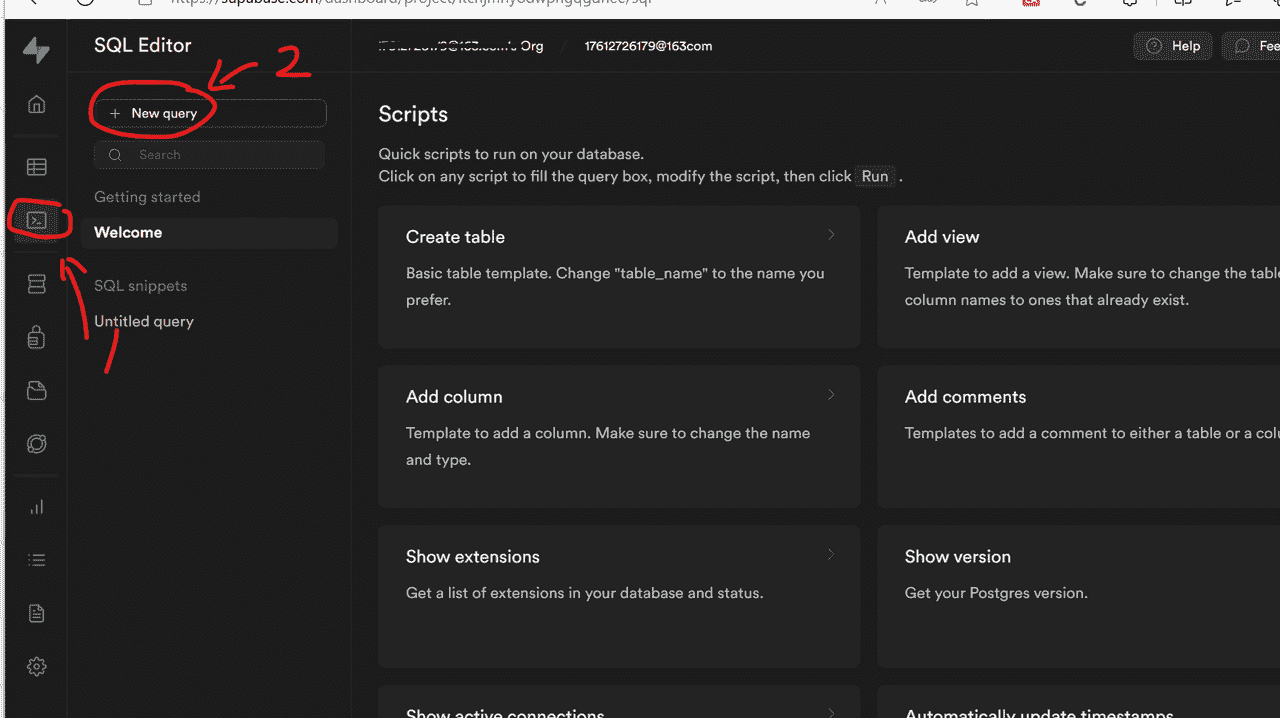 SQL Editor
Org / 17612726179@163com
Help
2
+ New query
Search
Getting started
Welcome
SQL snippets
Untitled query
Scripts
Quick scripts to run on your database.
Click on any script to fill the query box, modify the script, then click Run .
Create table
Basic table template. Change "table_name" to the name you
prefer.
Add view
Template to add a view. Make sure to change the table
column names to ones that already exist.
Add column
Template to add a column. Make sure to change the name
and type.
Add comments
Templates to add a comment to either a table or a
Show extensions
Get a list of extensions in your database and status.
Show version
Get your Postgres version.
Show active connections
Automatically update timestamps